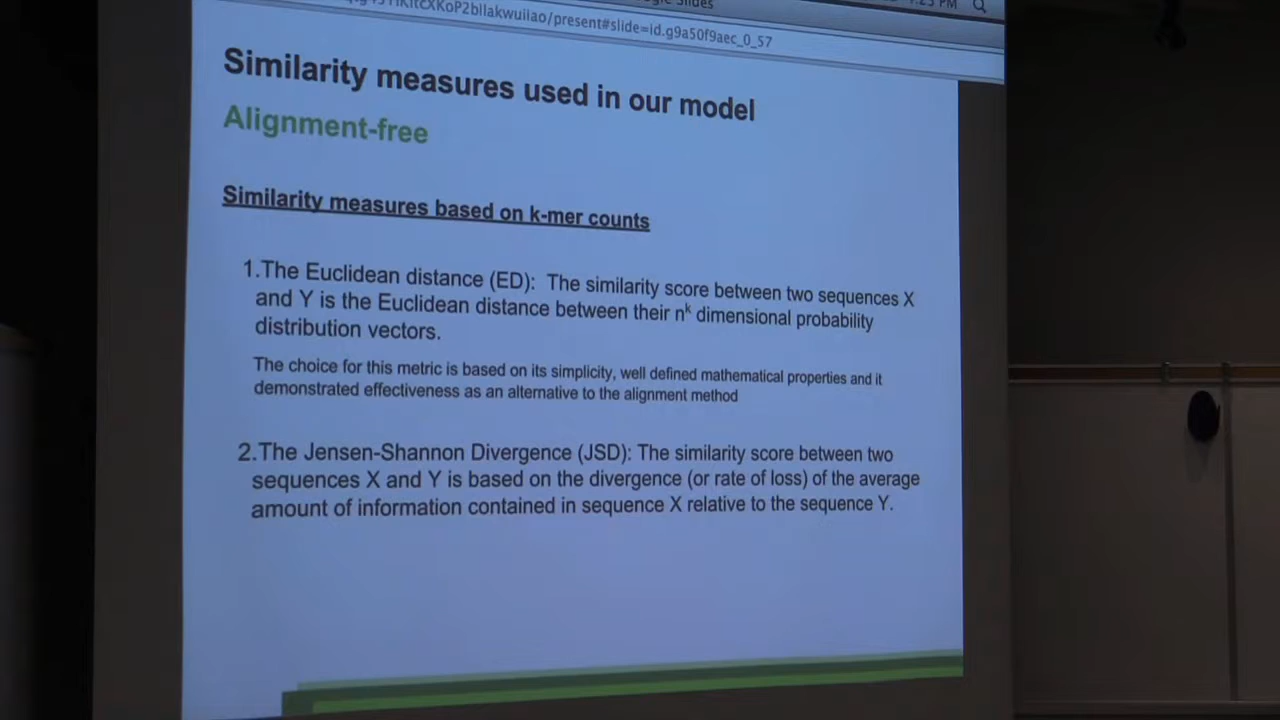 Slides
/present#slide=id.g9a50f9aec_0_57
Similarity measures used in our model
Alignment-free
Similarity measures based on k-mer counts
1.The Euclidean distance (ED): The similarity score between two sequences X
and Y is the Euclidean distance between their n^k dimensional probability
distribution vectors.
The choice for this metric is based on its simplicity, well defined mathematical properties and it
demonstrated effectiveness as an alternative to the alignment method
2.The Jensen-Shannon Divergence (JSD): The similarity score between two
sequences X and Y is based on the divergence (or rate of loss) of the average
amount of information contained in sequence X relative to the sequence Y.